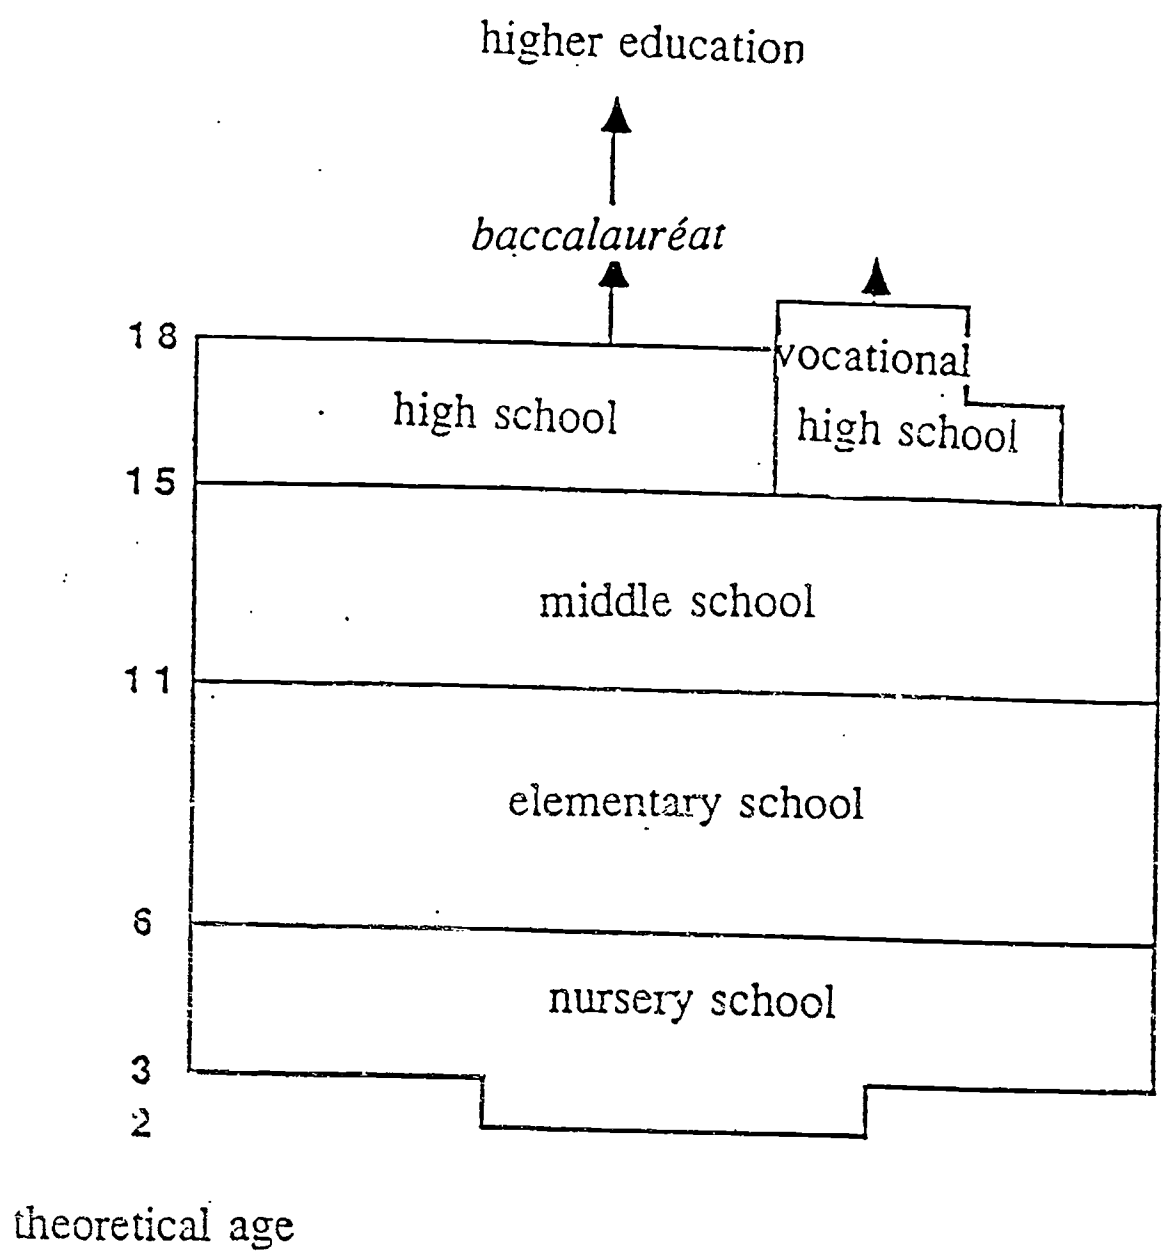 higher education
baccalauréat
18
vocational
high school
high school
15
middle school
11
elementary school
6
nursery school
3
2
theoretical age